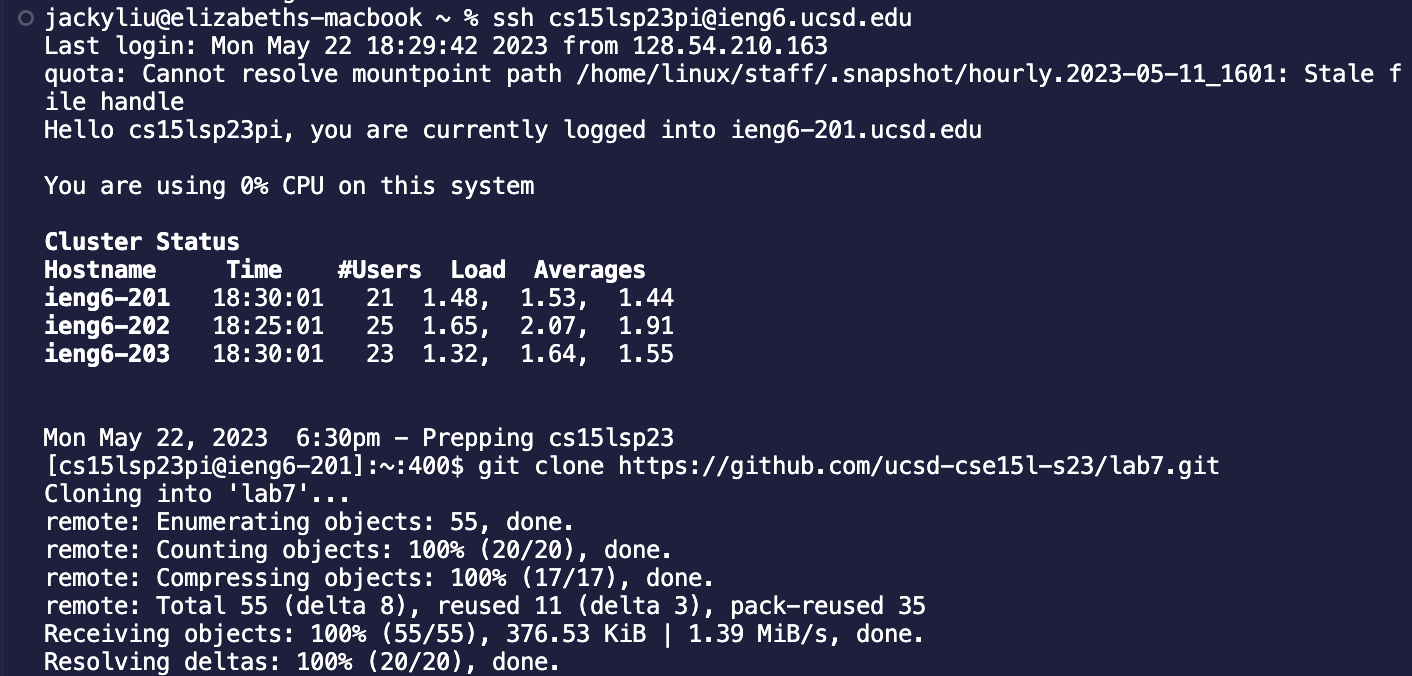 jackyliu@elizabeths-macbook ~ % ssh cs15lsp23pi@ieng6.ucsd.edu
Last login: Mon May 22 18:29:42 2023 from 128.54.210.163
quota: Cannot resolve mountpoint path /home/linux/staff/.snapshot/hourly.2023-05-11_1601: Stale f
ile handle
Hello cs15lsp23pi, you are currently logged into ieng6-201.ucsd.edu

You are using 0% CPU on this system

Cluster Status
Hostname     Time    #Users  Load  Averages
ieng6-201   18:30:01   21  1.48,  1.53,  1.44
ieng6-202   18:25:01   25  1.65,  2.07,  1.91
ieng6-203   18:30:01   23  1.32,  1.64,  1.55

Mon May 22, 2023  6:30pm - Prepping cs15lsp23
[cs15lsp23pi@ieng6-201]:~:400$ git clone https://github.com/ucsd-cse15l-s23/lab7.git
Cloning into 'lab7'...
remote: Enumerating objects: 55, done.
remote: Counting objects: 100% (20/20), done.
remote: Compressing objects: 100% (17/17), done.
remote: Total 55 (delta 8), reused 11 (delta 3), pack-reused 35
Receiving objects: 100% (55/55), 376.53 KiB | 1.39 MiB/s, done.
Resolving deltas: 100% (20/20), done.